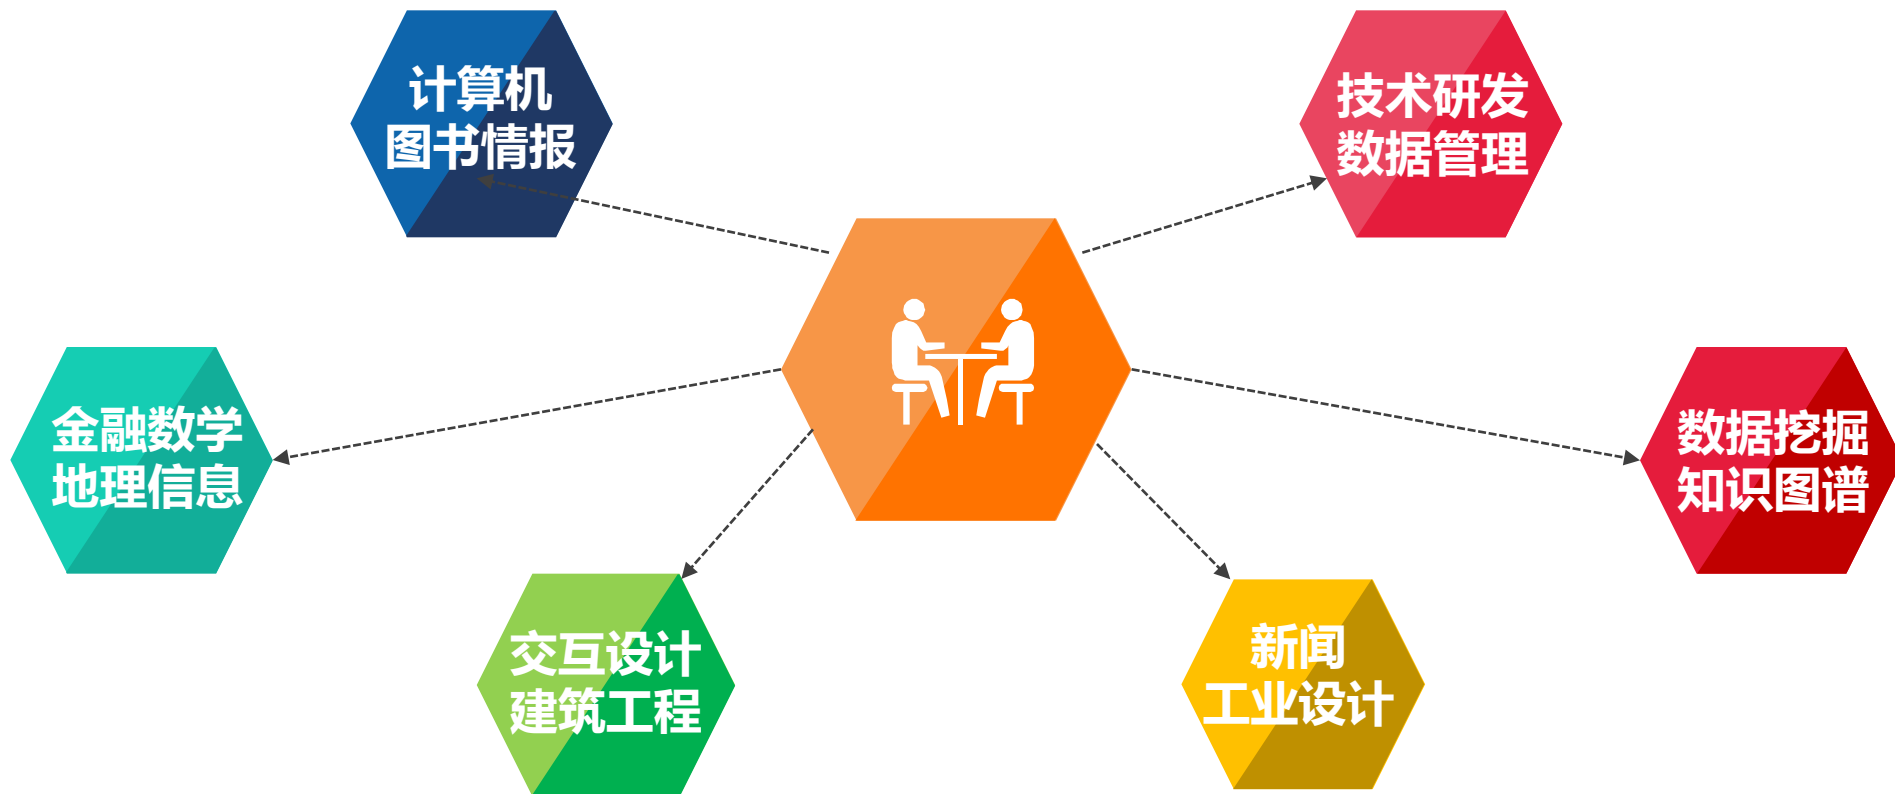 计算机
图书情报
技术研发
数据管理
金融数学
地理信息
数据挖掘
知识图谱
交互设计
建筑工程
新闻
工业设计